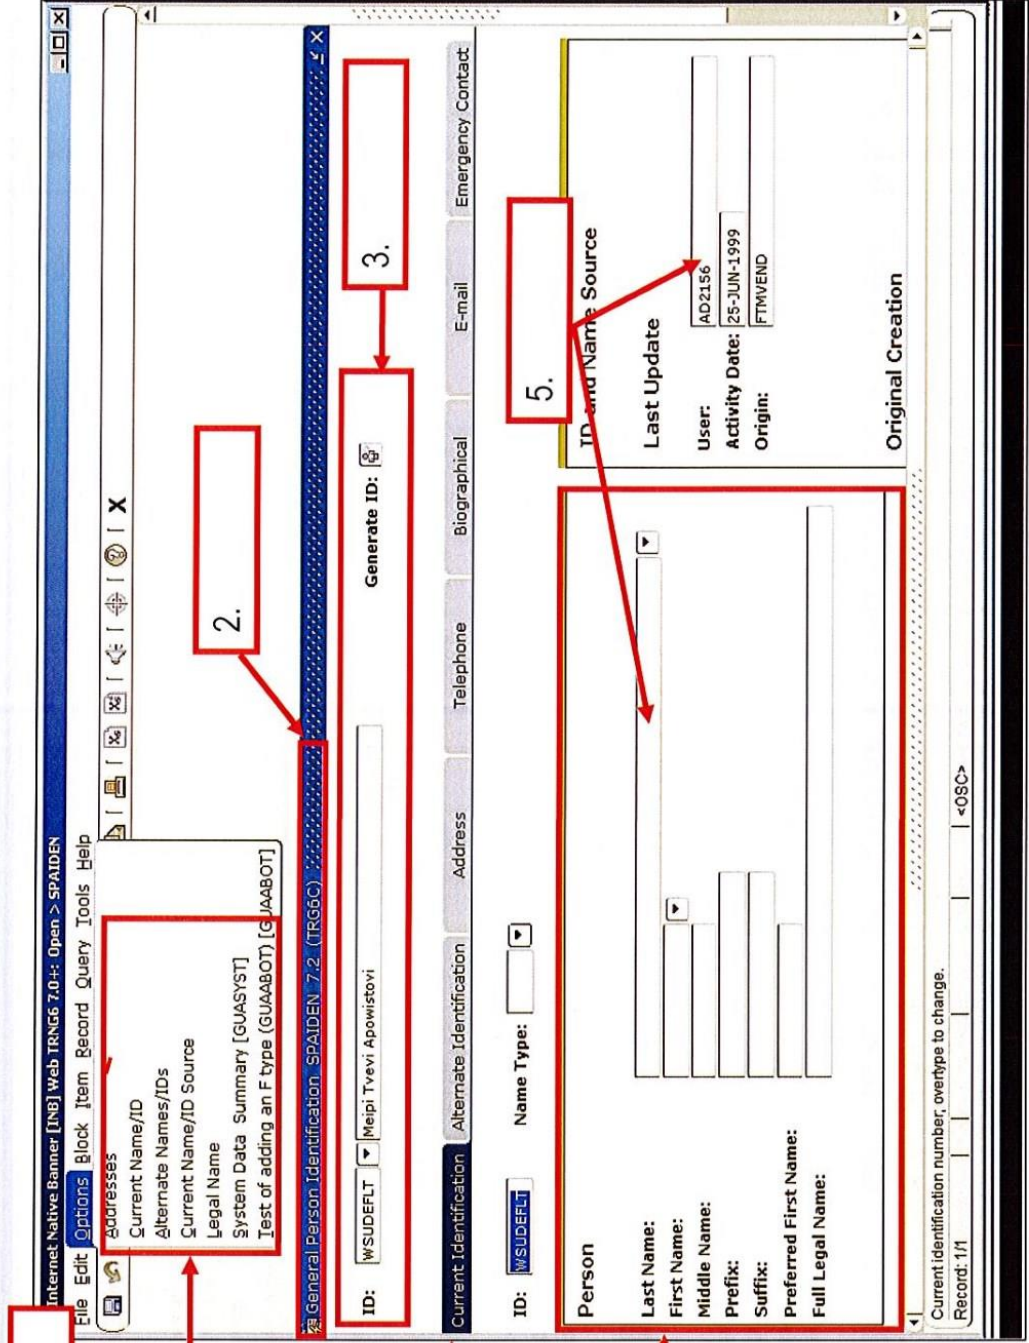 Internet Native Banner [INB] Web TRNG6 7.0+: Open > SPAIDEN
File Edit Options Block Item Record Query Tools Help
Addresses
Current Name/ID
Alternate Names/IDs
Current Name/ID Source
Legal Name
System Data Summary [GUASYST]
Test of adding an F type (GUAABOT) [GUAABOT]
2.
General Person Identification SPAIDEN 7.2 (TRG6C)
3.
ID: WSUDEFLT Meipi Tvevi Apowistovi Generate ID:
Current Identification Alternate Identification Address Telephone Biographical E-mail Emergency Contact
ID: WSUDEFLT Name Type:
5.
Person
Last Name:
First Name:
Middle Name:
Prefix:
Suffix:
Preferred First Name:
Full Legal Name:
ID and Name Source
Last Update
User: AD2156
Activity Date: 25-JUN-1999
Origin: FTMVEND
Original Creation
Current identification number; overtype to change.
Record: 1/1 <OSC>